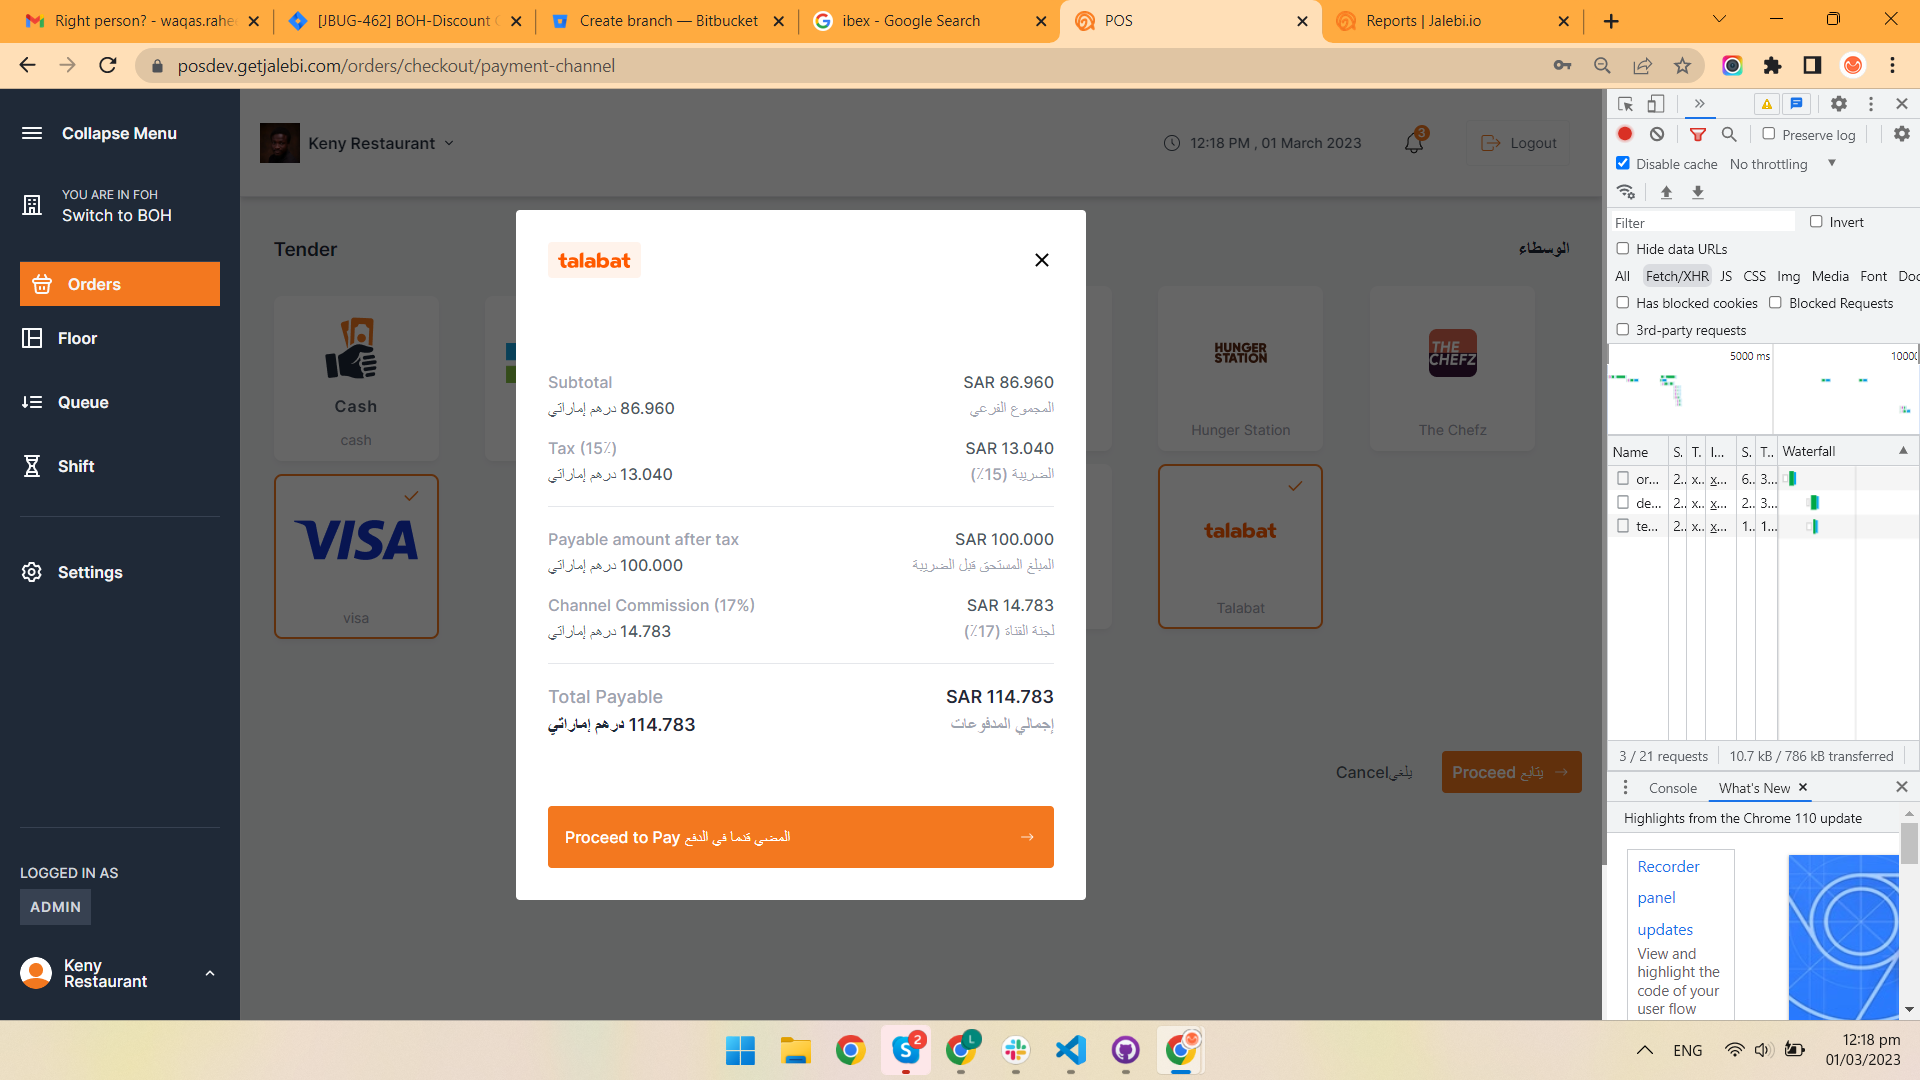 Right person? - waqas.rahe
[JBUG-462] BOH-Discount
Create branch — Bitbucket
ibex - Google Search
POS
Reports | Jalebi.io
posdev.getjalebi.com/orders/checkout/payment-channel
Collapse Menu
YOU ARE IN FOH
Switch to BOH
Orders
Floor
Queue
Shift
Settings
LOGGED IN AS
ADMIN
Keny
Restaurant
Keny Restaurant
12:18 PM , 01 March 2023
3
Logout
Tender
الوسطاء
Cash
cash
VISA
visa
HUNGER
STATION
Hunger Station
THE
CHEFZ
The Chefz
talabat
Talabat
Cancel يلغي
Proceed يتابع
talabat
Subtotal
SAR 86.960
86.960 درهم إماراتي
المجموع الفرعي
Tax (15٪)
SAR 13.040
13.040 درهم إماراتي
الضريبة (15٪)
Payable amount after tax
SAR 100.000
100.000 درهم إماراتي
المبلغ المستحق قبل الضريبة
Channel Commission (17%)
SAR 14.783
14.783 درهم إماراتي
لجنة القناة (17٪)
Total Payable
SAR 114.783
114.783 درهم إماراتي
إجمالي المدفوعات
Proceed to Pay المضي قدما في الدفع
Preserve log
Disable cache
No throttling
Filter
Invert
Hide data URLs
All Fetch/XHR JS CSS Img Media Font Doc
Has blocked cookies
Blocked Requests
3rd-party requests
5000 ms
1000
Name S. T. I... S. T.. Waterfall
or... 2.. x.. x... 6.. 3...
de... 2.. x.. x... 2.. 3...
te... 2.. x.. x... 1.. 1...
3 / 21 requests
10.7 kB / 786 kB transferred
Console
What's New
Highlights from the Chrome 110 update
Recorder
panel
updates
View and
highlight the
code of your
user flow
2
L
ENG
12:18 pm
01/03/2023